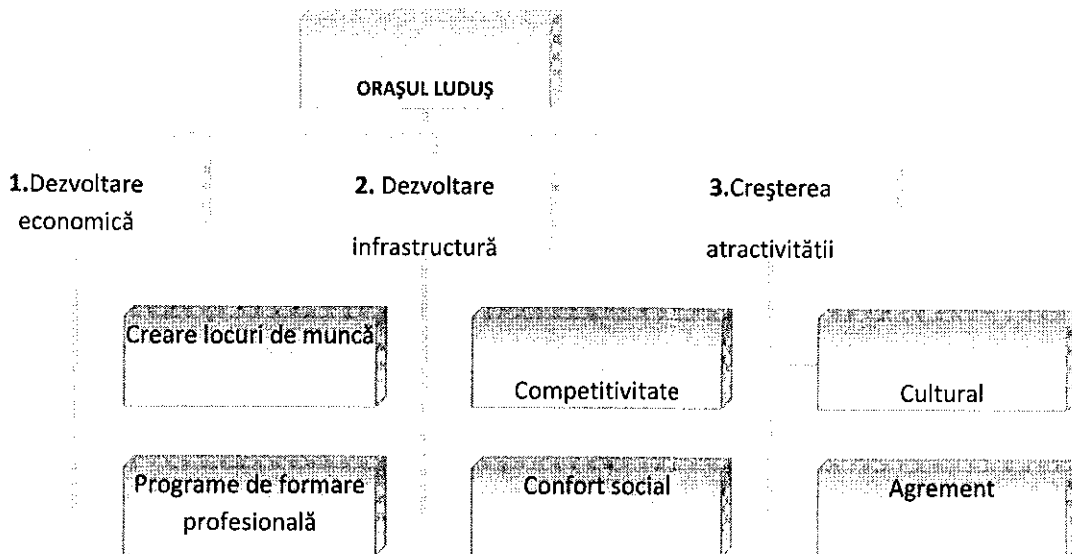 ORAŞUL LUDUŞ
1.Dezvoltare
economică
2. Dezvoltare
infrastructură
3.Creşterea
atractivitătii
Creare locuri de muncă
Competitivitate
Cultural
Programe de formare
profesională
Confort social
Agrement